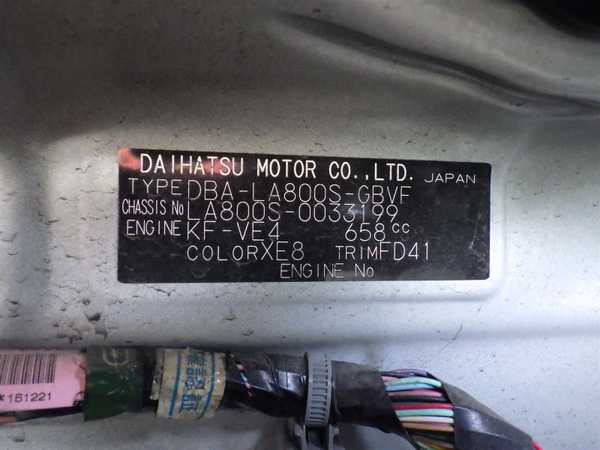 DAIHATSU MOTOR CO.,LTD. JAPAN
TYPE DBA-LA800S-GBVF
CHASSIS No LA800S-0033199
ENGINE KF-VE4 658cc
COLOR XE8 TRIM FD41
ENGINE No
*161221